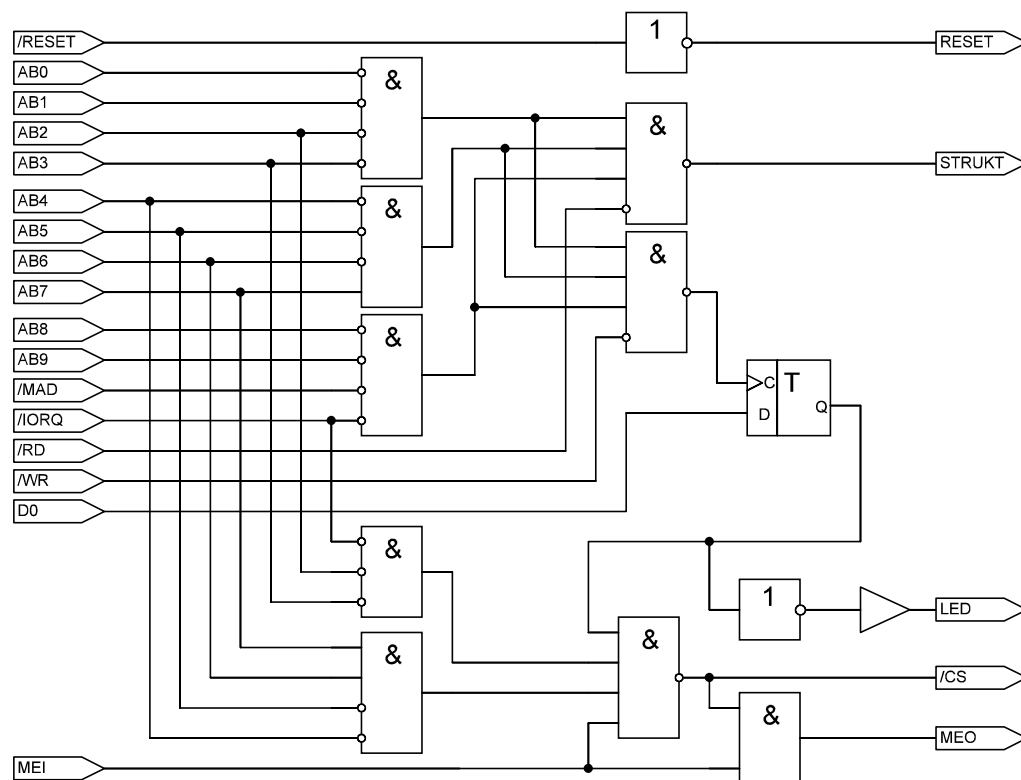 /RESET
1
RESET
AB0
&
AB1
&
AB2
AB3
STRUKT
AB4
&
AB5
AB6
&
AB7
AB8
&
AB9
/MAD
C
T
/IORQ
D
Q
/RD
/WR
D0
&
1
LED
&
&
/CS
&
MEO
MEI